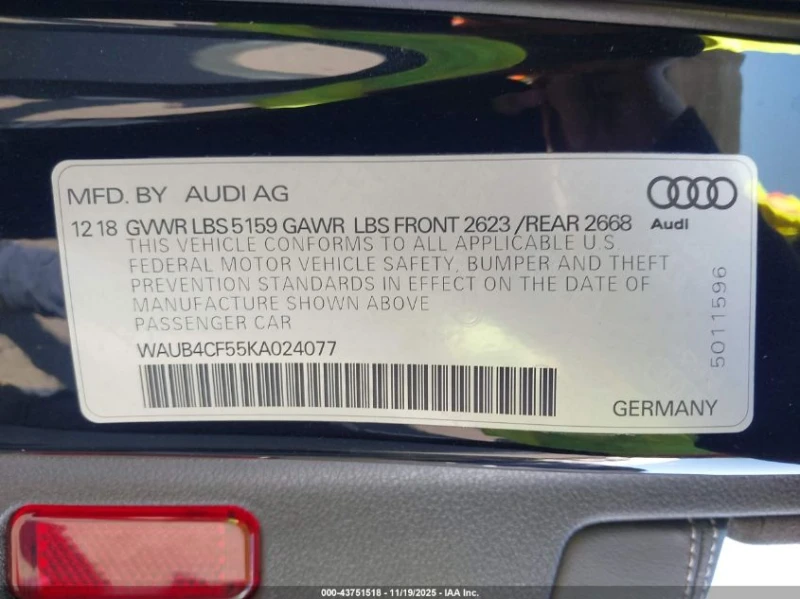 MFD. BY AUDI AG
12 18 GVWR LBS 5159 GAWR LBS FRONT 2623 /REAR 2668
Audi
THIS VEHICLE CONFORMS TO ALL APPLICABLE U.S.
FEDERAL MOTOR VEHICLE SAFETY, BUMPER AND THEFT
PREVENTION STANDARDS IN EFFECT ON THE DATE OF
MANUFACTURE SHOWN ABOVE
PASSENGER CAR
WAUB4CF55KA024077
5011596
GERMANY
000-43751518 - 11/19/2025 - IAA Inc.